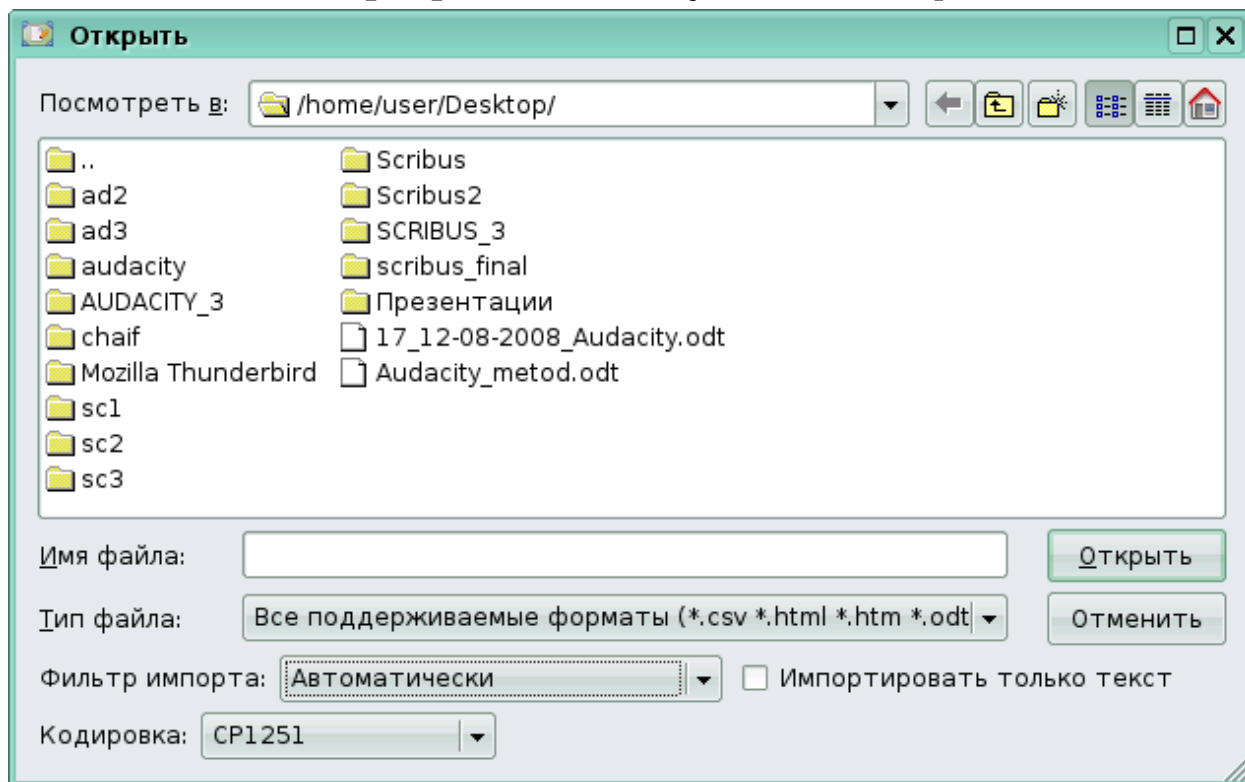 Открыть
Посмотреть в: /home/user/Desktop/
.. Scribus
ad2 Scribus2
ad3 SCRIBUS_3
audacity scribus_final
AUDACITY_3 Презентации
chaif 17_12-08-2008_Audacity.odt
Mozilla Thunderbird Audacity_metod.odt
sc1
sc2
sc3
Имя файла: Открыть
Тип файла: Все поддерживаемые форматы (*.csv *.html *.htm *.odt Отменить
Фильтр импорта: Автоматически Импортировать только текст
Кодировка: CP1251